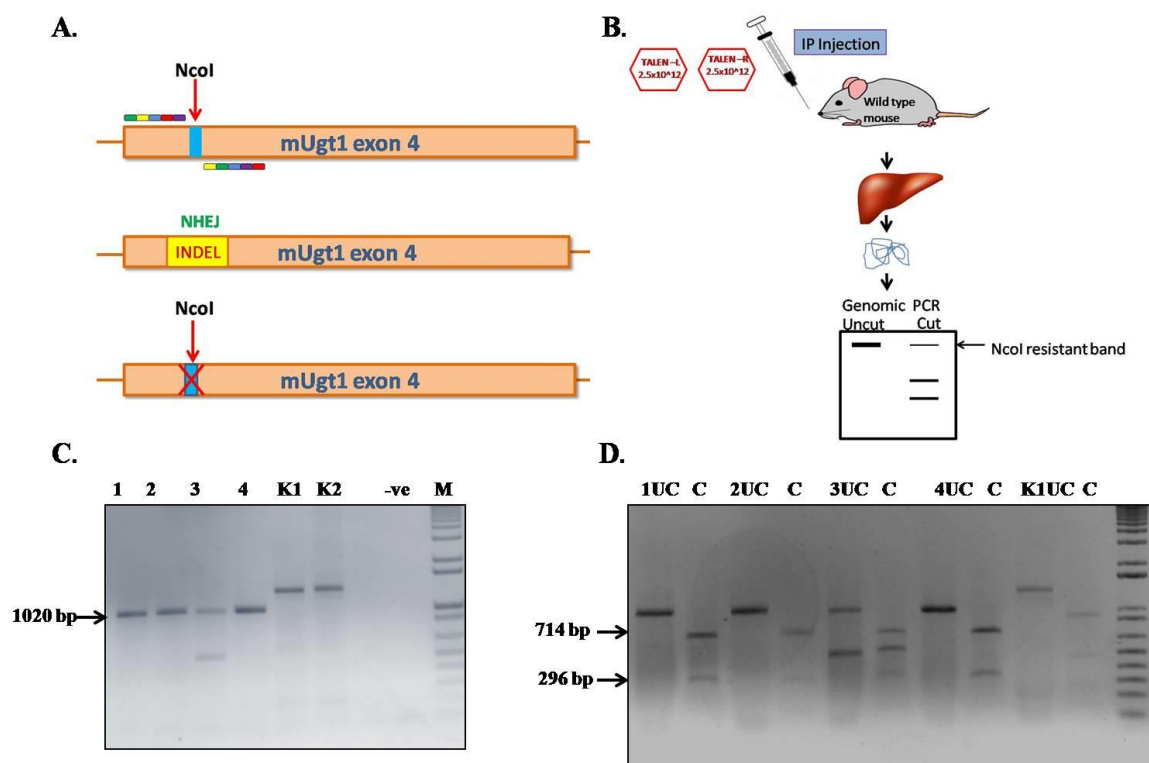 A.
NcoI
mUgt1 exon 4
NHEJ
INDEL
mUgt1 exon 4
NcoI
mUgt1 exon 4
B.
TALEN –L
2.5x10^12
TALEN –R
2.5x10^12
IP Injection
Wild type
mouse
Genomic PCR
Uncut Cut
NcoI resistant band
C.
1 2 3 4 K1 K2 -ve M
1020 bp
D.
1UC C 2UC C 3UC C 4UC C K1UC C
714 bp
296 bp